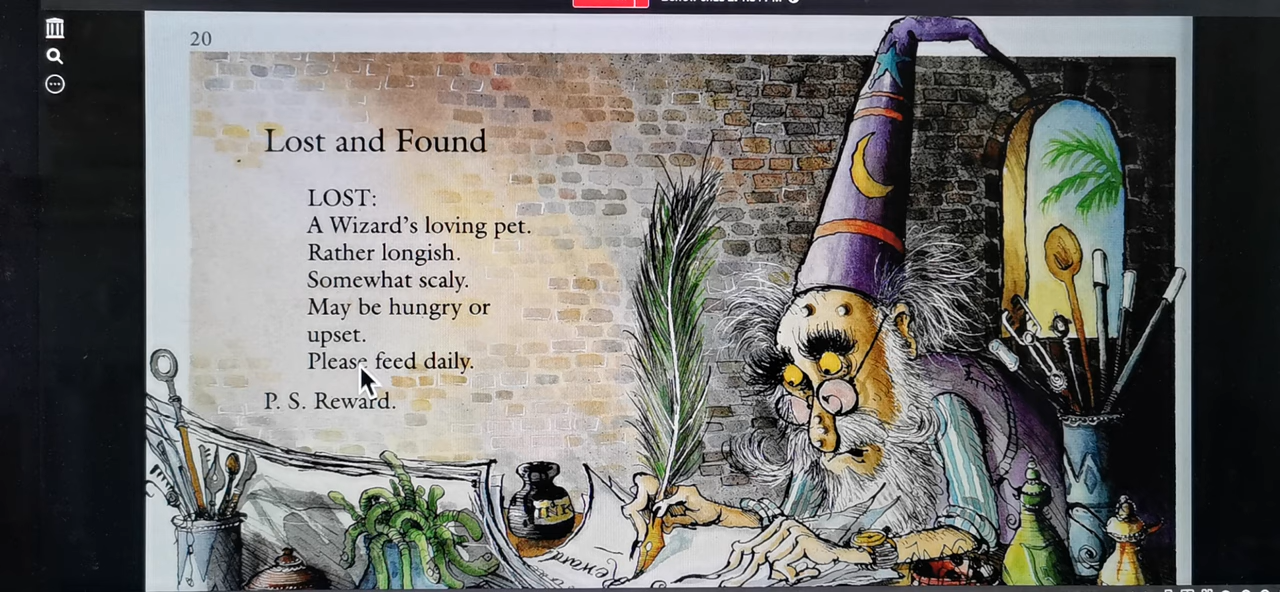 20
Lost and Found
LOST:
A Wizard's loving pet.
Rather longish.
Somewhat scaly.
May be hungry or
upset.
Please feed daily.
P. S. Reward.
INK
Reward